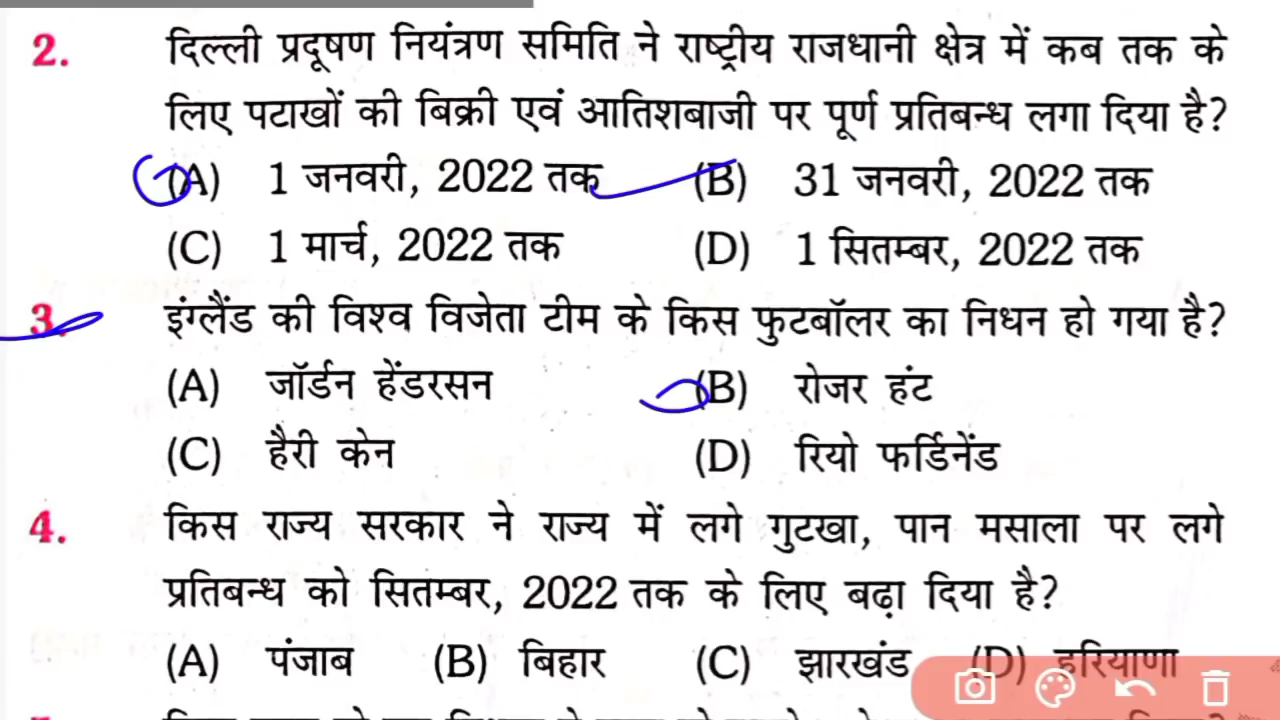 2. दिल्ली प्रदूषण नियंत्रण समिति ने राष्ट्रीय राजधानी क्षेत्र में कब तक के
लिए पटाखों की बिक्री एवं आतिशबाजी पर पूर्ण प्रतिबन्ध लगा दिया है?
(A) 1 जनवरी, 2022 तक (B) 31 जनवरी, 2022 तक
(C) 1 मार्च, 2022 तक (D) 1 सितम्बर, 2022 तक
3. इंग्लैंड की विश्व विजेता टीम के किस फुटबॉलर का निधन हो गया है?
(A) जॉर्डन हेंडरसन (B) रोजर हंट
(C) हैरी केन (D) रियो फर्डिनेंड
4. किस राज्य सरकार ने राज्य में लगे गुटखा, पान मसाला पर लगे
प्रतिबन्ध को सितम्बर, 2022 तक के लिए बढ़ा दिया है?
(A) पंजाब (B) बिहार (C) झारखंड (D) हरियाणा